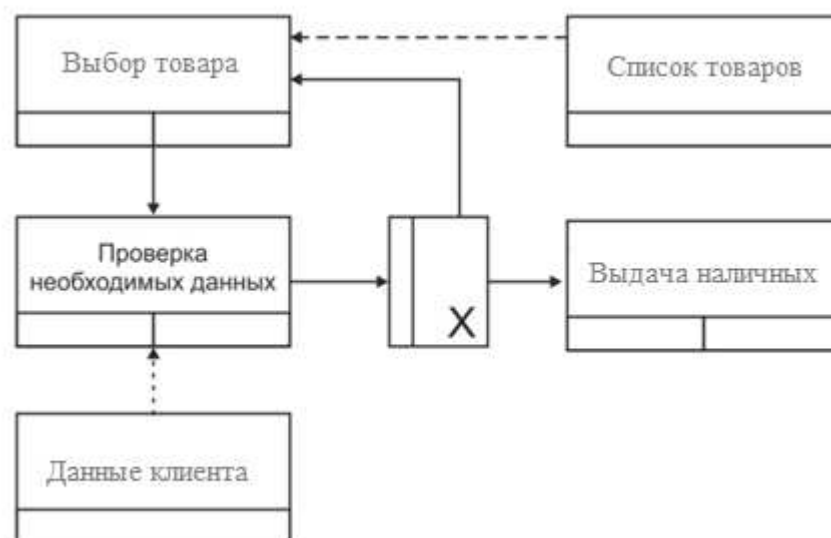 Выбор товара
Список товаров
Проверка
необходимых данных
X
Выдача наличных
Данные клиента